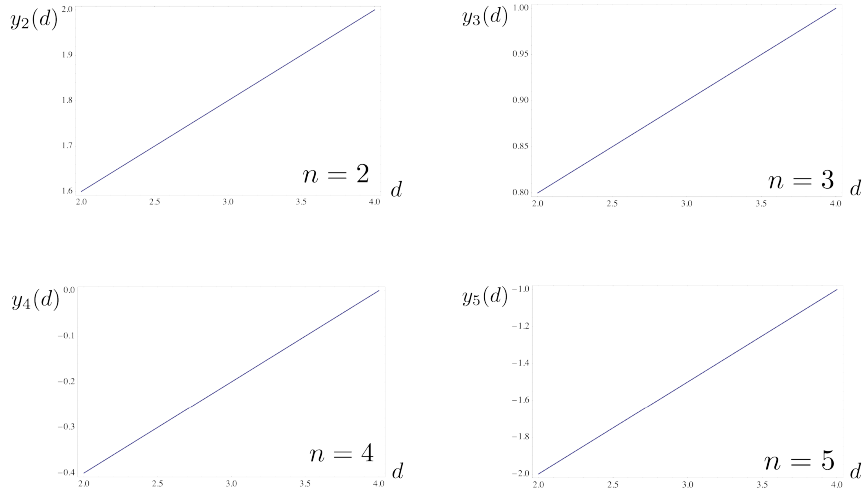 y₂(d)
2.0
1.9
1.8
1.7
1.6
2.0 2.5 3.0 3.5 4.0
n = 2
d
y₃(d)
1.00
0.95
0.90
0.85
0.80
2.0 2.5 3.0 3.5 4.0
n = 3
d
y₄(d)
0.0
−0.1
−0.2
−0.3
−0.4
2.0 2.5 3.0 3.5 4.0
n = 4
d
y₅(d)
−1.0
−1.2
−1.4
−1.6
−1.8
−2.0
2.0 2.5 3.0 3.5 4.0
n = 5
d